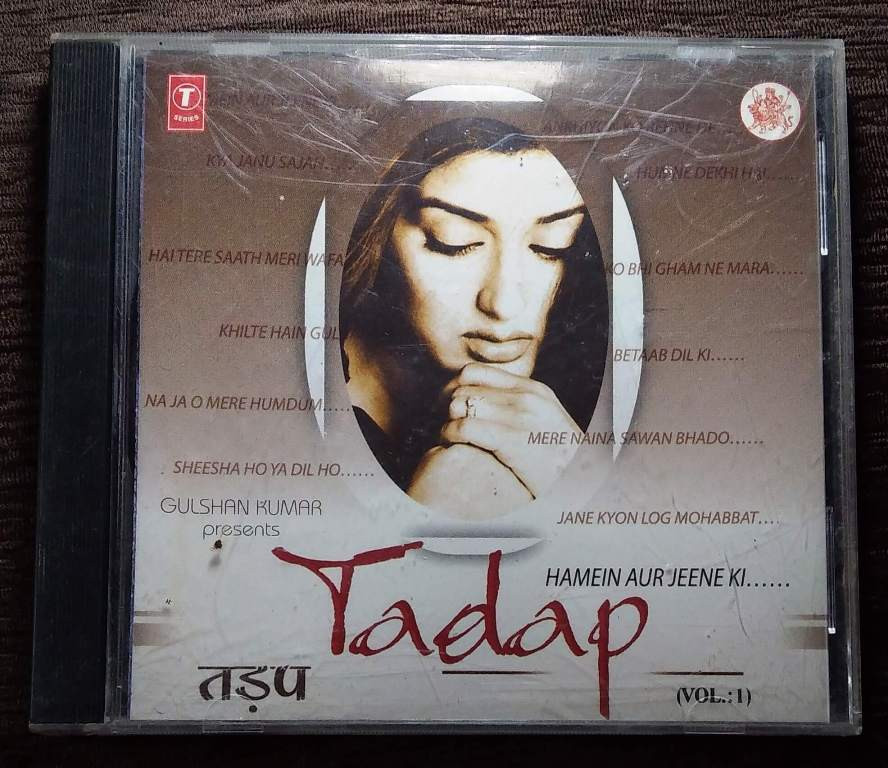 T
SERIES
KYA JANU SAJAN......
HUMNE DEKHI HAI......
HAI TERE SAATH MERI WAFA
KO BHI GHAM NE MARA......
KHILTE HAIN GUL
BETAAB DIL KI......
NA JA O MERE HUMDUM.....
MERE NAINA SAWAN BHADO......
SHEESHA HO YA DIL HO......
GULSHAN KUMAR
presents
JANE KYON LOG MOHABBAT....
HAMEIN AUR JEENE KI......
Tadap
तड़प
(VOL.:1)